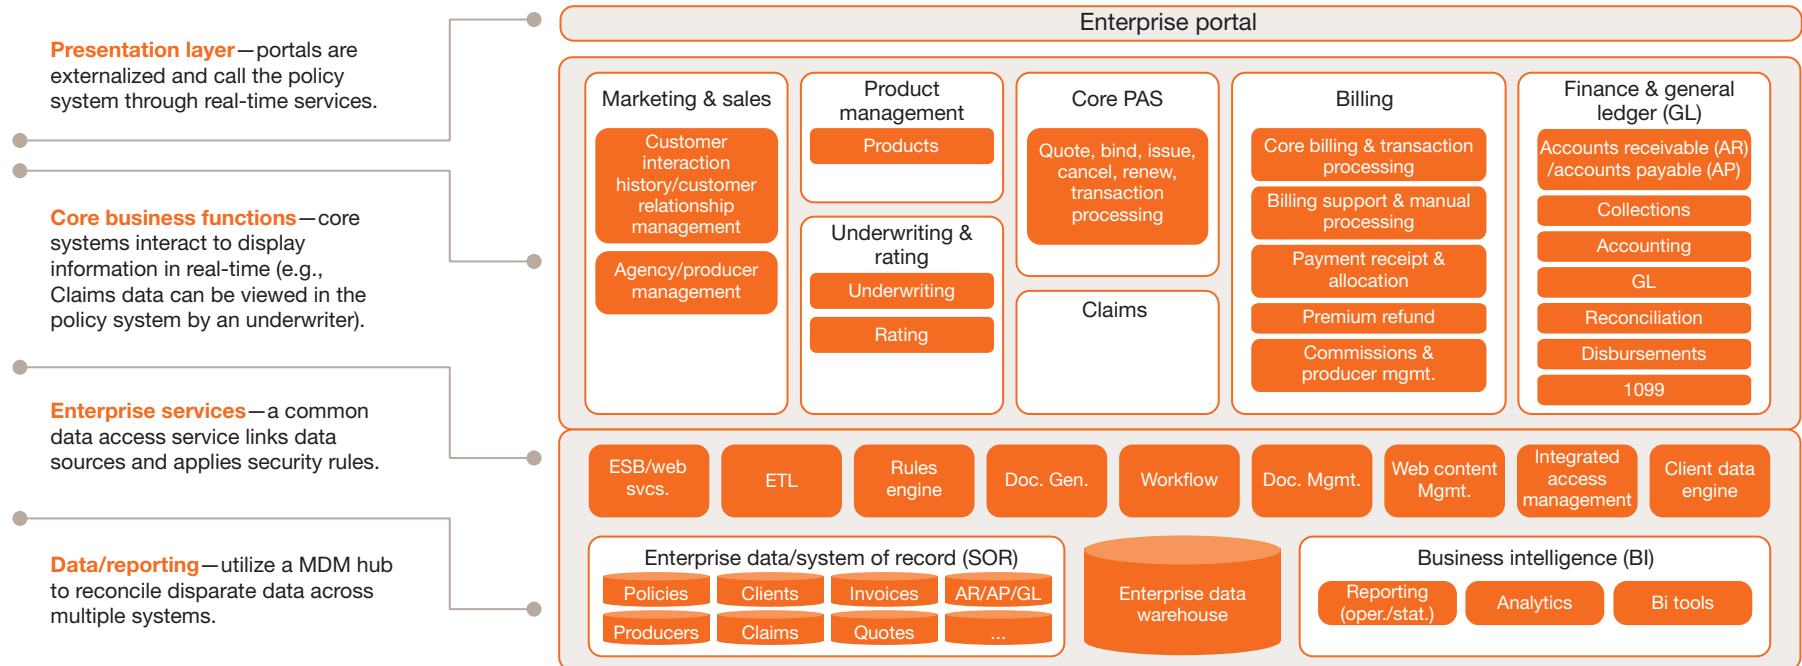 Enterprise portal
Presentation layer—portals are
externalized and call the policy
system through real-time services.
Core business functions—core
systems interact to display
information in real-time (e.g.,
Claims data can be viewed in the
policy system by an underwriter).
Enterprise services—a common
data access service links data
sources and applies security rules.
Data/reporting—utilize a MDM hub
to reconcile disparate data across
multiple systems.
Marketing & sales
Customer
interaction
history/customer
relationship
management
Agency/producer
management
Product
management
Products
Underwriting &
rating
Underwriting
Rating
Core PAS
Quote, bind, issue,
cancel, renew,
transaction
processing
Claims
Billing
Core billing & transaction
processing
Billing support & manual
processing
Payment receipt &
allocation
Premium refund
Commissions &
producer mgmt.
Finance & general
ledger (GL)
Accounts receivable (AR)
/accounts payable (AP)
Collections
Accounting
GL
Reconciliation
Disbursements
1099
ESB/web
svcs.
ETL
Rules
engine
Doc. Gen.
Workflow
Doc. Mgmt.
Web content
Mgmt.
Integrated
access
management
Client data
engine
Enterprise data/system of record (SOR)
Policies
Clients
Invoices
AR/AP/GL
Producers
Claims
Quotes
...
Enterprise data
warehouse
Business intelligence (BI)
Reporting
(oper./stat.)
Analytics
Bi tools